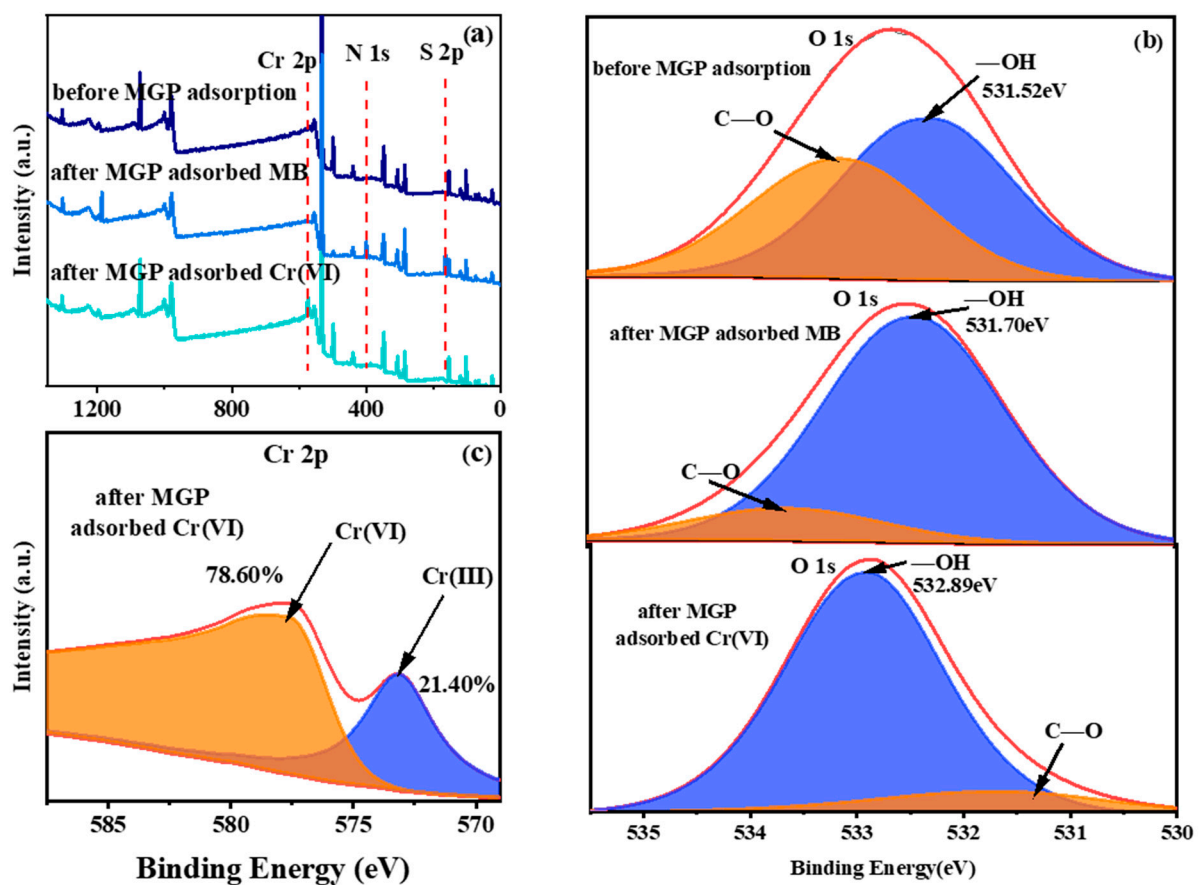 (a)
Cr 2p
N 1s
S 2p
before MGP adsorption
after MGP adsorbed MB
after MGP adsorbed Cr(VI)
Intensity (a.u.)
1200
800
400
0
(b)
O 1s
before MGP adsorption
—OH
531.52eV
C—O
O 1s
—OH
531.70eV
after MGP adsorbed MB
C—O
O 1s
—OH
532.89eV
after MGP
adsorbed Cr(VI)
C—O
535
534
533
532
531
530
Binding Energy(eV)
Cr 2p
(c)
after MGP
adsorbed Cr(VI)
Cr(VI)
78.60%
Cr(III)
21.40%
Intensity (a.u.)
585
580
575
570
Binding Energy (eV)